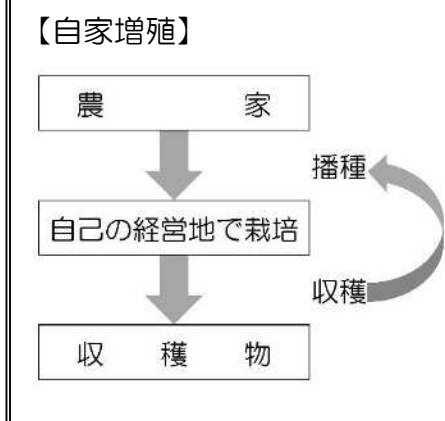 【自家増殖】
農 家
播種
自己の経営地で栽培
収穫
収 穫 物